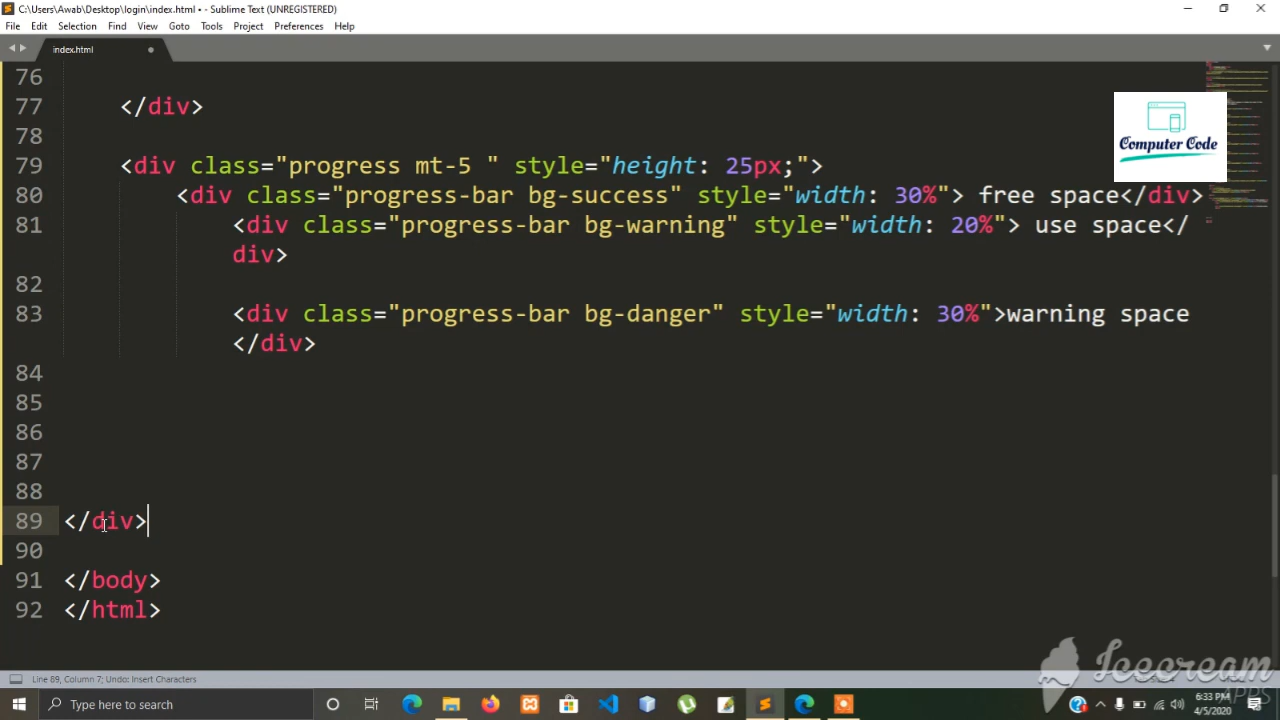 C:\Users\Awab\Desktop\login\index.html • - Sublime Text (UNREGISTERED)
File Edit Selection Find View Goto Tools Project Preferences Help
index.html
76
77 </div>
78
79 <div class="progress mt-5 " style="height: 25px;">
80 <div class="progress-bar bg-success" style="width: 30%"> free space</div>
81 <div class="progress-bar bg-warning" style="width: 20%"> use space</
div>
82
83 <div class="progress-bar bg-danger" style="width: 30%">warning space
</div>
84
85
86
87
88
89 </div>
90
91 </body>
92 </html>
Computer Code
Icecream
APPS
Line 89, Column 7; Undo: Insert Characters
Type here to search
6:33 PM
4/5/2020